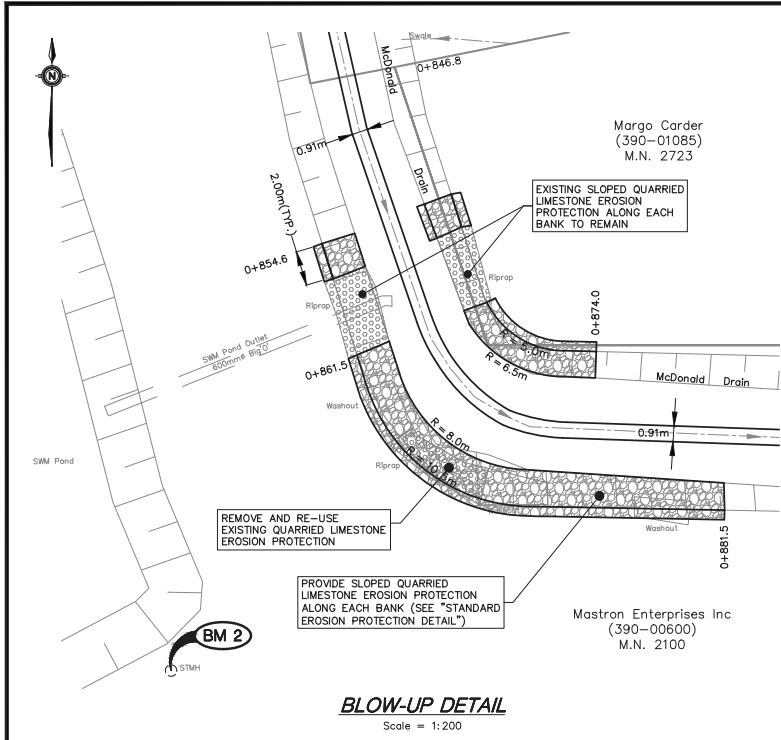 N
Swale
McDonald
0+846.8
Margo Carder
(390-01085)
M.N. 2723
0.91m
2.00m(TYP.)
Drain
EXISTING SLOPED QUARRIED
LIMESTONE EROSION
PROTECTION ALONG EACH
BANK TO REMAIN
0+854.6
Riprap
Riprap
0+874.0
SWM Pond Outlet
R = 5.0m
R = 6.5m
0+861.5
McDonald Drain
Washout
R = 8.0m
0.91m
SWM Pond
Riprap
R = 10.5m
REMOVE AND RE-USE
EXISTING QUARRIED LIMESTONE
EROSION PROTECTION
Washout
0+881.5
PROVIDE SLOPED QUARRIED
LIMESTONE EROSION PROTECTION
ALONG EACH BANK (SEE "STANDARD
EROSION PROTECTION DETAIL")
Mastron Enterprises Inc
(390-00600)
M.N. 2100
BM 2
STMH
BLOW-UP DETAIL
Scale = 1:200